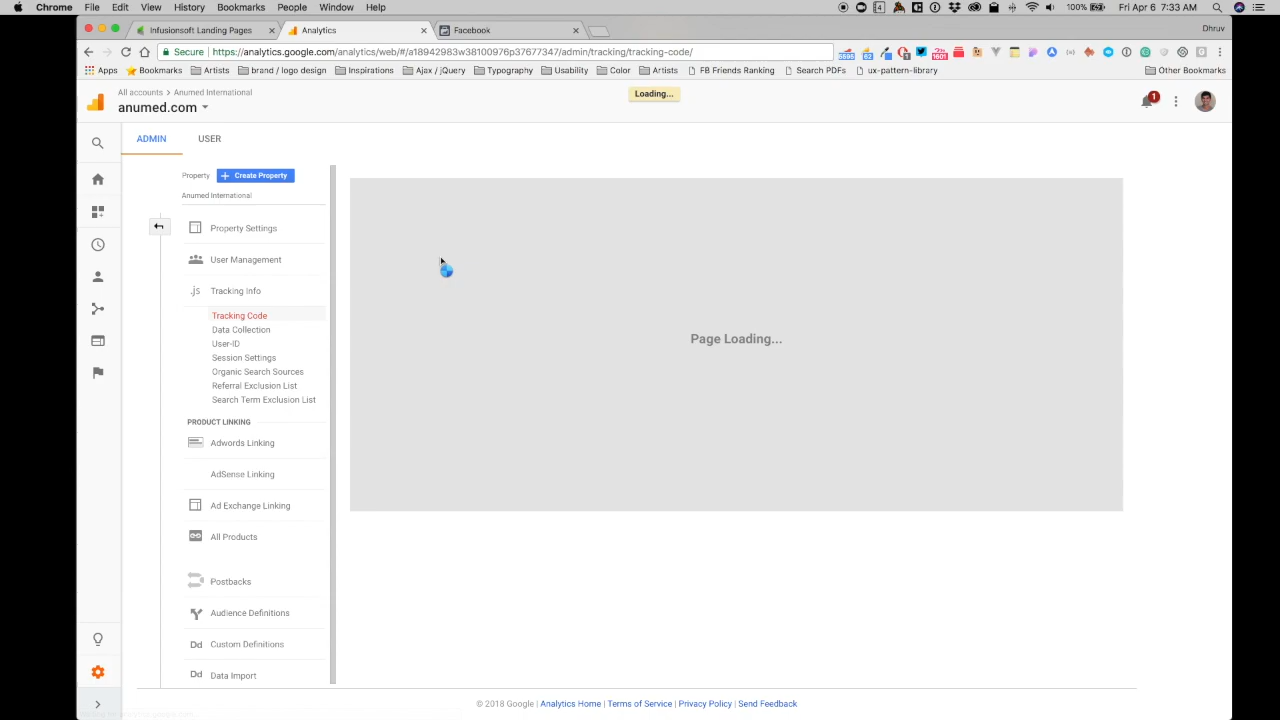 Chrome File Edit View History Bookmarks People Window Help 4 100% Fri Apr 6 7:33 AM Dhruv
Infusionsoft Landing Pages × Analytics × Facebook × Dhruv
Secure https://analytics.google.com/analytics/web/#/a18942983w38100976p37677347/admin/tracking/tracking-code/
Apps Bookmarks Artists brand / logo design Inspirations Ajax / jQuery Typography Usability Color Artists FB Friends Ranking Search PDFs ux-pattern-library Other Bookmarks
All accounts > Anumed International
anumed.com
Loading...
1
ADMIN USER
Property + Create Property
Anumed International
Property Settings
User Management
.js Tracking Info
Tracking Code
Data Collection
User-ID
Session Settings
Organic Search Sources
Referral Exclusion List
Search Term Exclusion List
PRODUCT LINKING
Adwords Linking
AdSense Linking
Ad Exchange Linking
All Products
Postbacks
Audience Definitions
Dd Custom Definitions
Dd Data Import
Page Loading...
© 2018 Google | Analytics Home | Terms of Service | Privacy Policy | Send Feedback